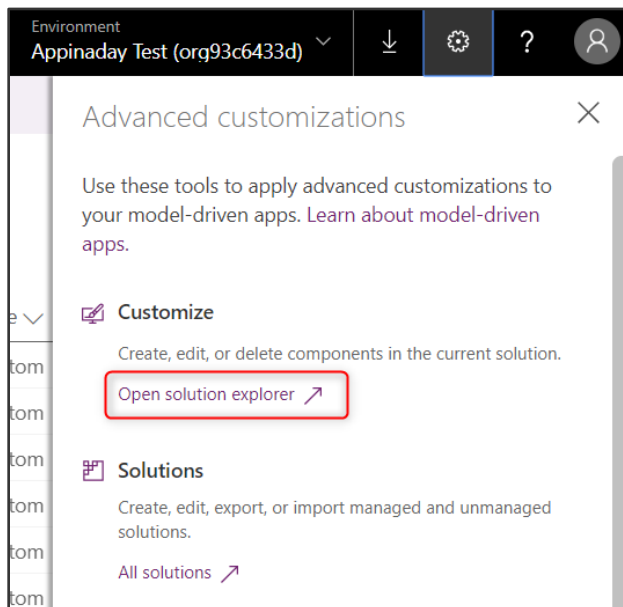 Environment
Appinaday Test (org93c6433d)
?
Advanced customizations
Use these tools to apply advanced customizations to
your model-driven apps. Learn about model-driven
apps.
e
Customize
Create, edit, or delete components in the current solution.
tom
Open solution explorer
tom
tom
Solutions
Create, edit, export, or import managed and unmanaged
tom
solutions.
tom
All solutions
tom